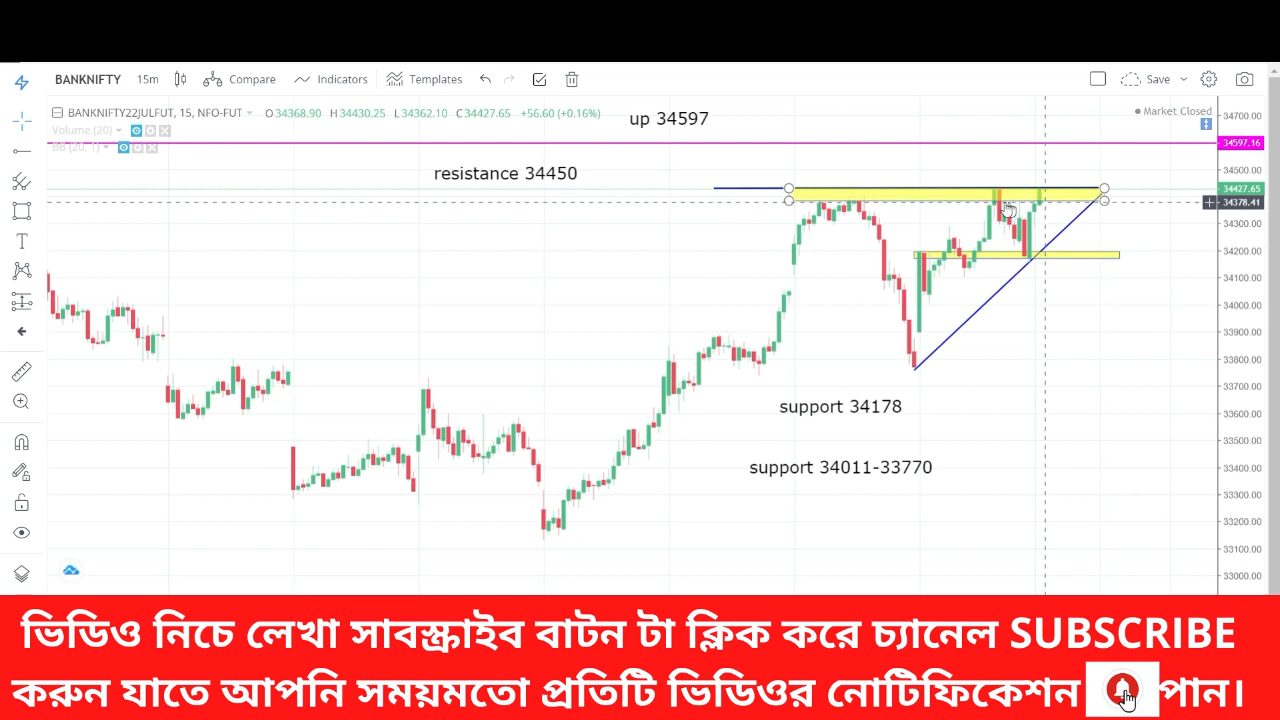 BANKNIFTY 15m Compare Indicators Templates Save
BANKNIFTY22JULFUT, 15, NFO-FUT O34368.90 H34430.25 L34362.10 C34427.65 +56.60 (+0.16%)
Market Closed
Volume (20)
BB (20, 1)
up 34597
resistance 34450
support 34178
support 34011-33770
34700.00
34597.16
34500.00
34427.65
34378.41
34300.00
34200.00
34100.00
34000.00
33900.00
33800.00
33700.00
33600.00
33500.00
33400.00
33300.00
33200.00
33100.00
33000.00
ভিডিও নিচে লেখা সাবস্ক্রাইব বাটন টা ক্লিক করে চ্যানেল SUBSCRIBE
করুন যাতে আপনি সময়মতো প্রতিটি ভিডিওর নোটিফিকেশন পান।